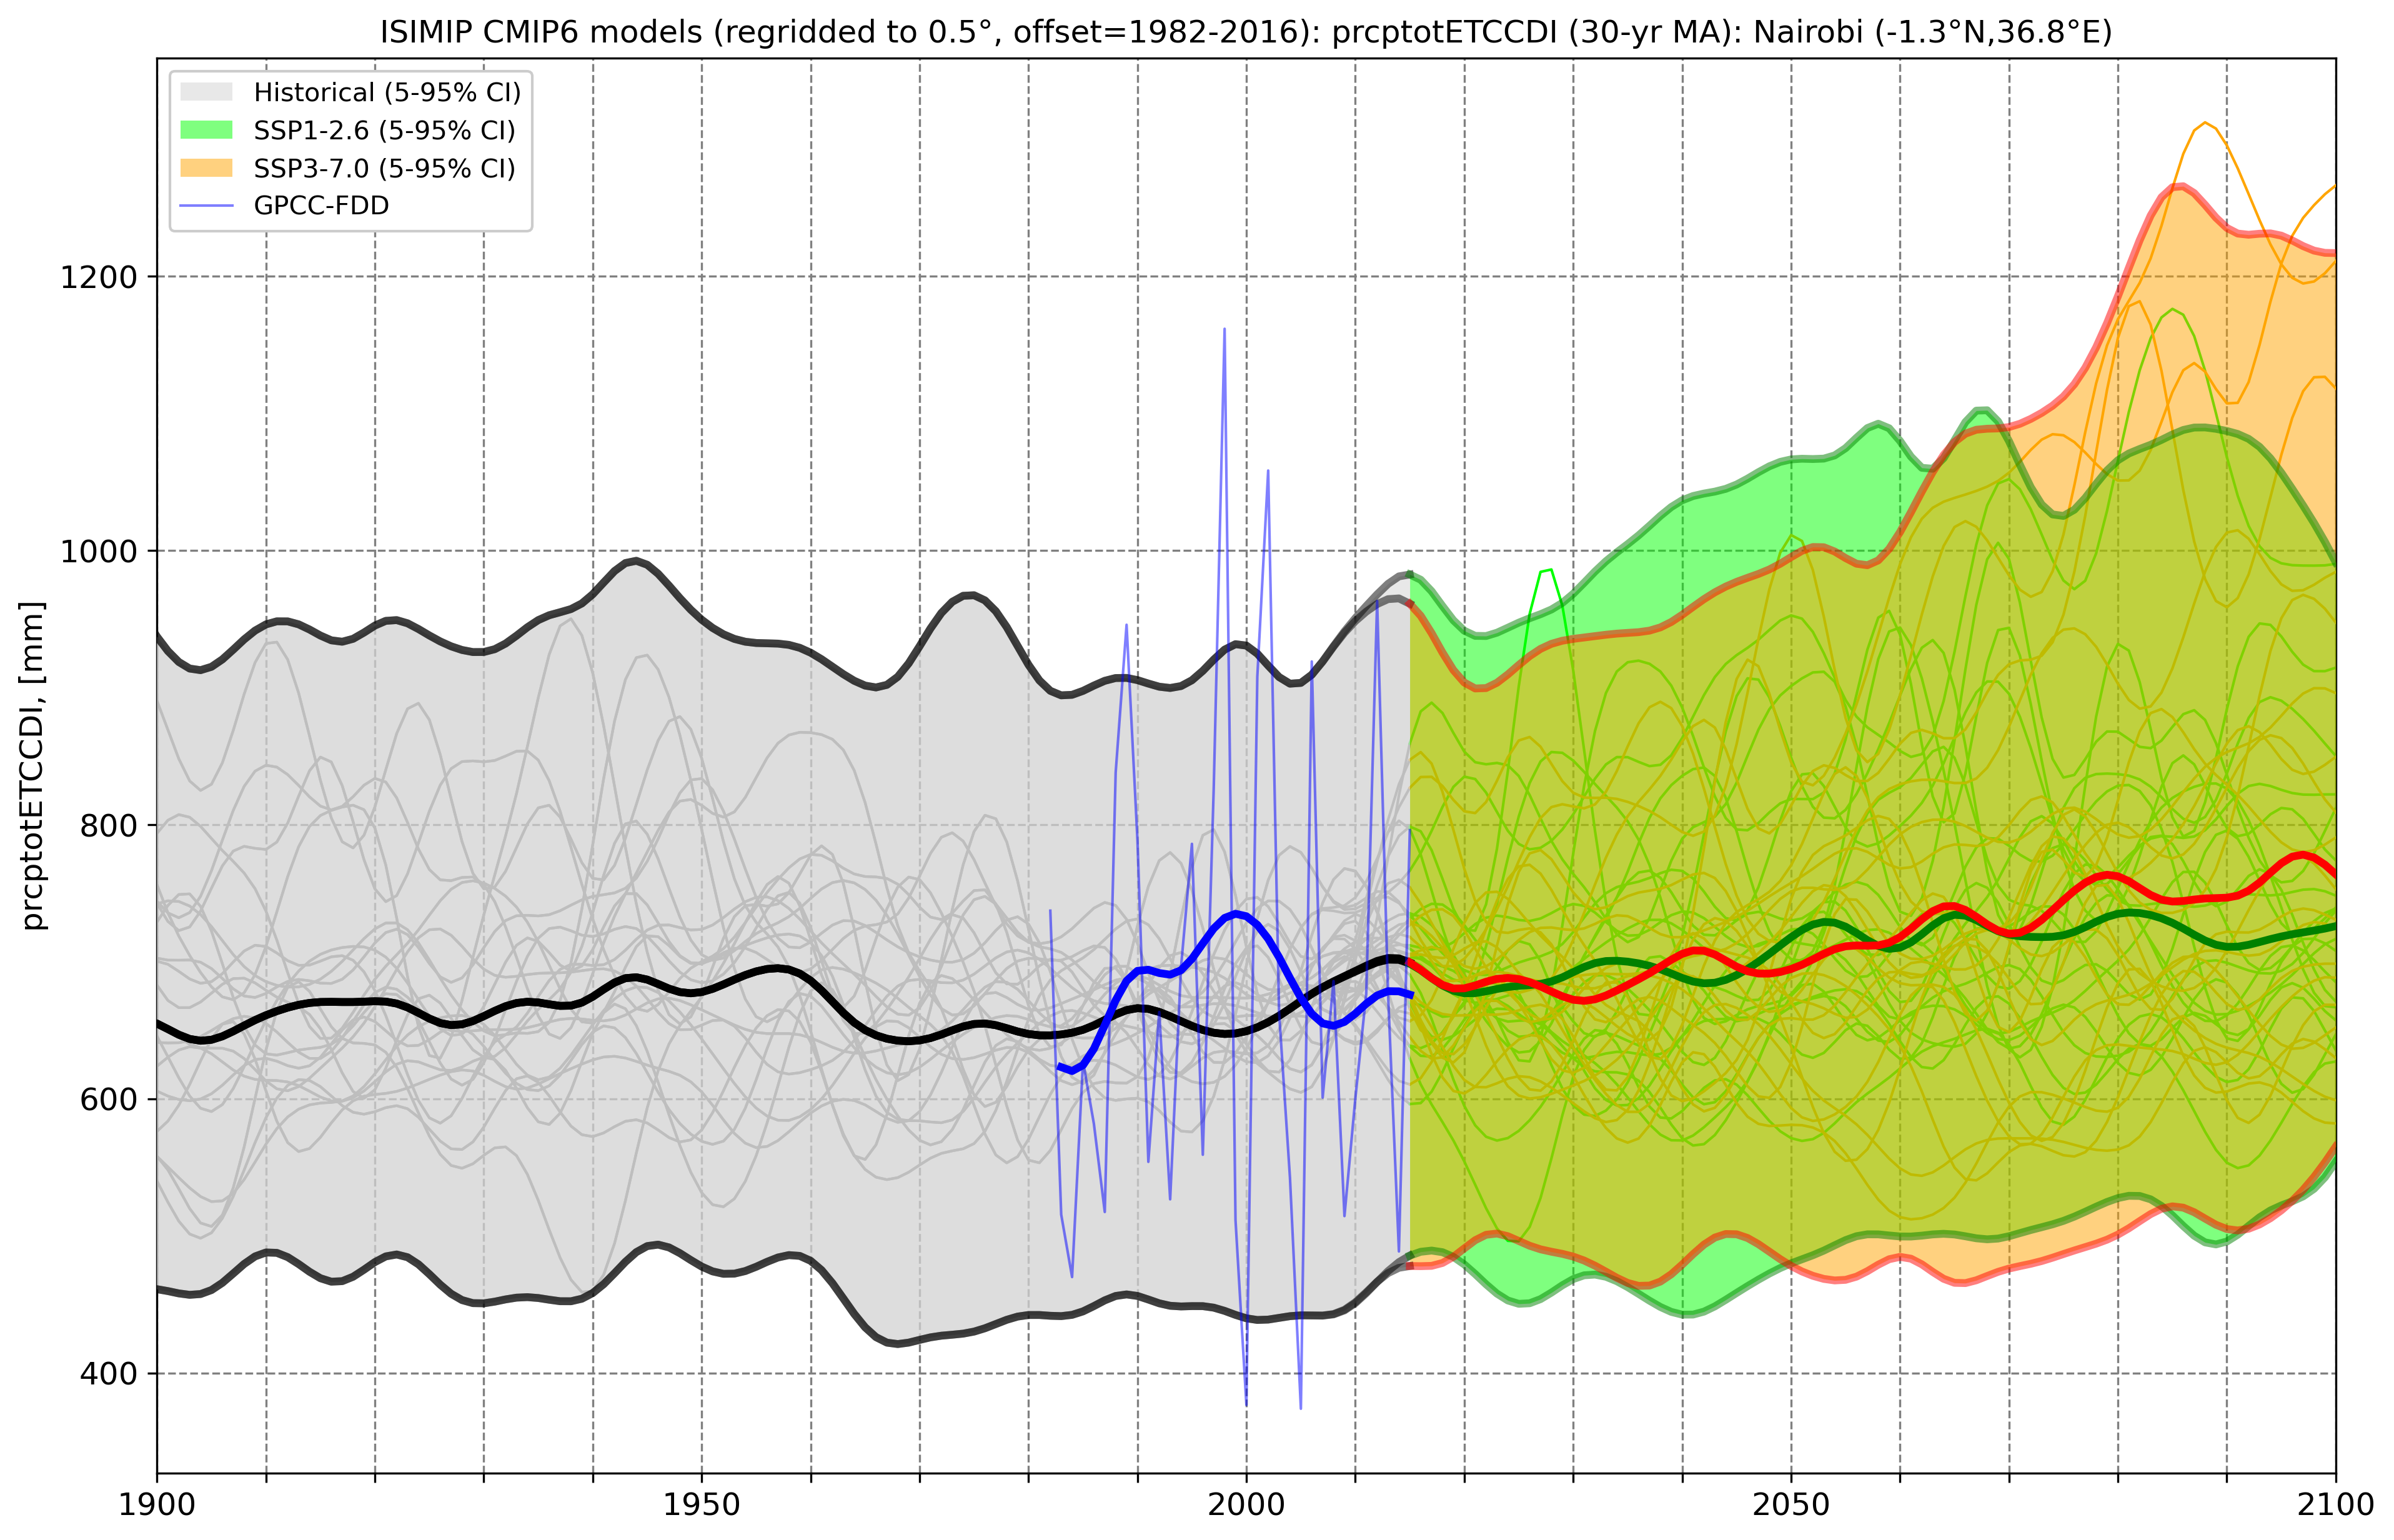 ISIMIP CMIP6 models (regridded to 0.5°, offset=1982-2016): prcptotETCCDI (30-yr MA): Nairobi (-1.3°N,36.8°E)
Historical (5-95% CI)
SSP1-2.6 (5-95% CI)
SSP3-7.0 (5-95% CI)
GPCC-FDD
prcptotETCCDI, [mm]
1200
1000
800
600
400
1900
1950
2000
2050
2100